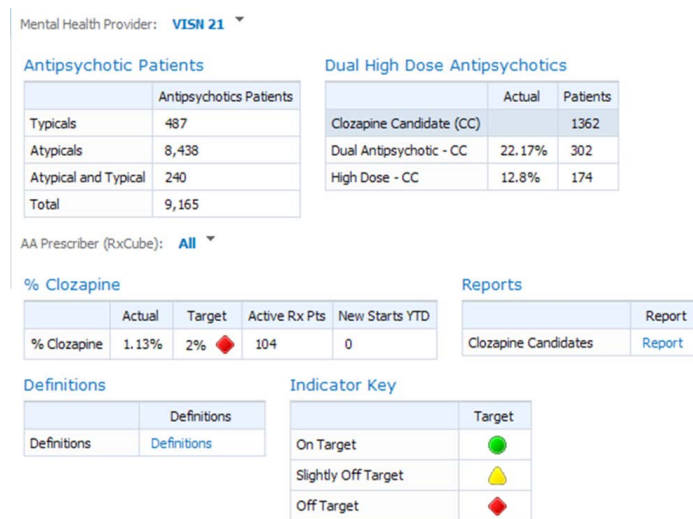 Mental Health Provider: VISN 21
Antipsychotic Patients
Antipsychotics Patients
Typicals 487
Atypicals 8,438
Atypical and Typical 240
Total 9,165
Dual High Dose Antipsychotics
Actual Patients
Clozapine Candidate (CC) 1362
Dual Antipsychotic - CC 22.17% 302
High Dose - CC 12.8% 174
AA Prescriber (RxCube): All
% Clozapine
Actual Target Active Rx Pts New Starts YTD
% Clozapine 1.13% 2% 104 0
Reports
Report
Clozapine Candidates Report
Definitions
Definitions
Definitions Definitions
Indicator Key
Target
On Target
Slightly Off Target
Off Target